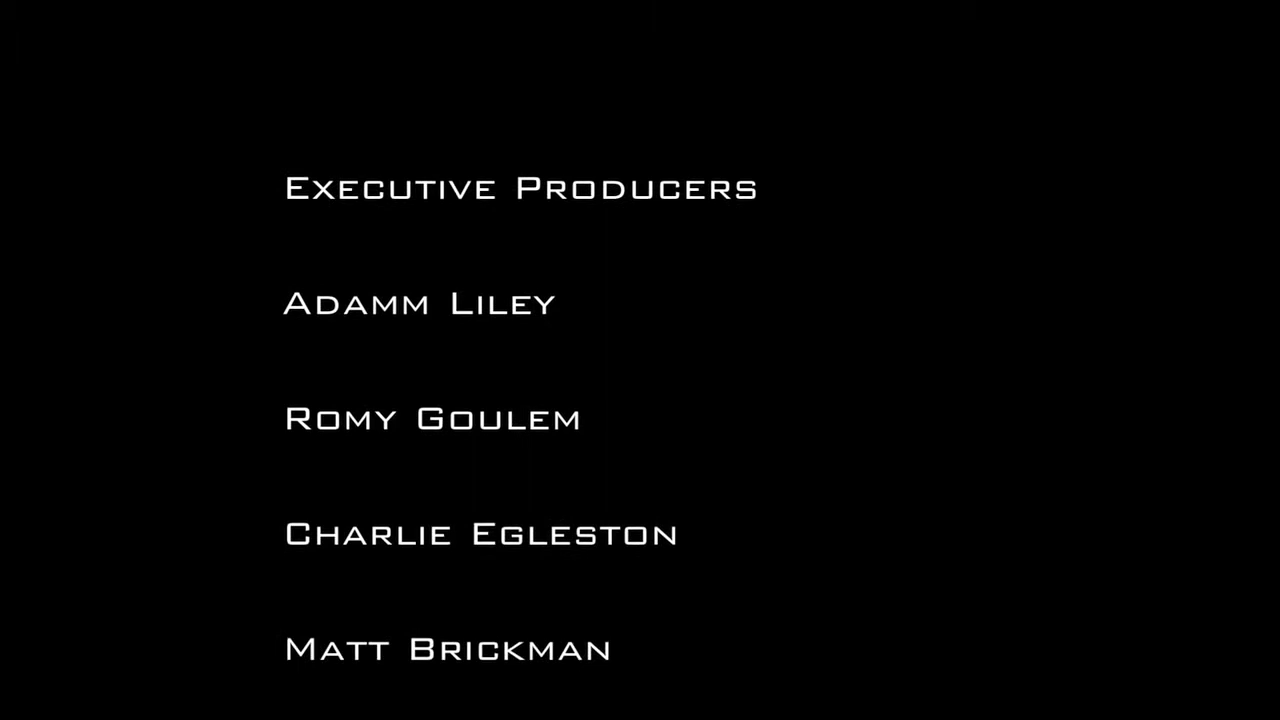 Executive Producers
Adamm Liley
Romy Goulem
Charlie Egleston
Matt Brickman